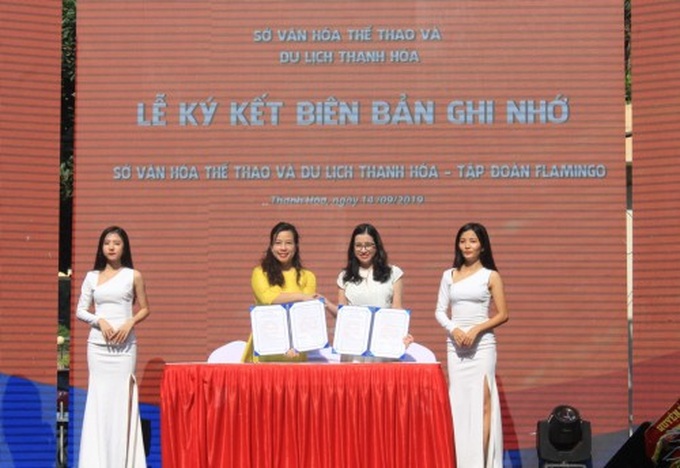 SỞ VĂN HÓA THỂ THAO VÀ
DU LỊCH THANH HÓA
LỄ KÝ KẾT BIÊN BẢN GHI NHỚ
SỞ VĂN HÓA THỂ THAO VÀ DU LỊCH THANH HÓA - TẬP ĐOÀN FLAMINGO
Thanh Hóa, ngày 14/09/2019